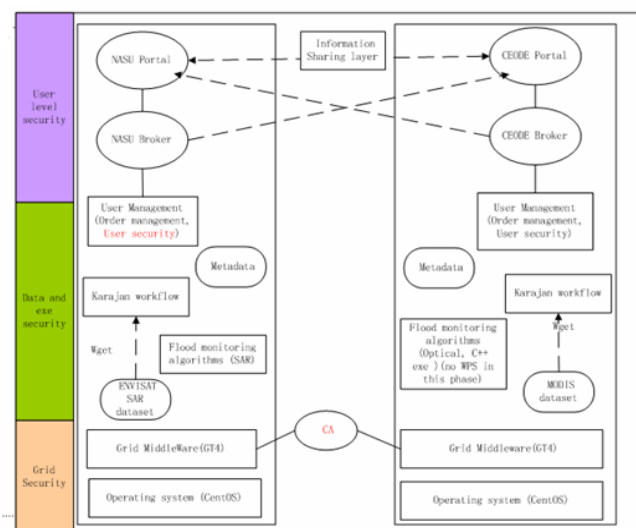 User
level
security
Data and
exe
security
Grid
Security
NASU Portal
NASU Broker
User Management
(Order management,
User security)
Metadata
Karajan workflow
Wget
Flood monitoring
algorithms (SAR)
ENVISAT
SAR
dataset
Grid MiddleWare(GT4)
Operating system (CentOS)
Information
Sharing layer
CA
CEODE Portal
CEODE Broker
User Management
(Order management,
User security)
Metadata
Karajan workflow
Wget
Flood monitoring
algorithms
(Optical, C++
exe )(no WPS in
this phase)
MODIS
dataset
Grid Middleware(GT4)
Operating system (CentOS)